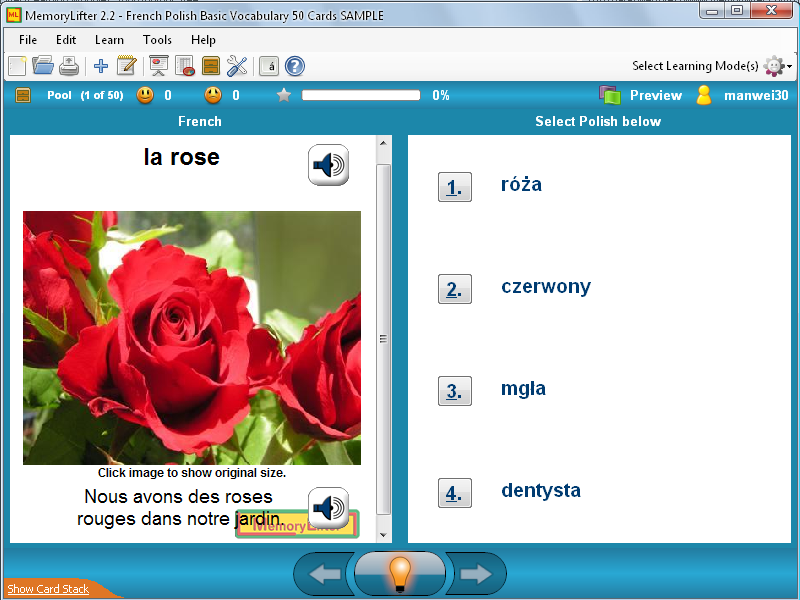 MemoryLifter 2.2 - French Polish Basic Vocabulary 50 Cards SAMPLE
File Edit Learn Tools Help
á ? Select Learning Mode(s)
Pool (1 of 50) 0 0 0% Preview manwei30
French
Select Polish below
la rose
Click image to show original size.
Nous avons des roses
rouges dans notre jardin.
MemoryLifter
1. róża
2. czerwony
3. mgla
4. dentysta
Show Card Stack